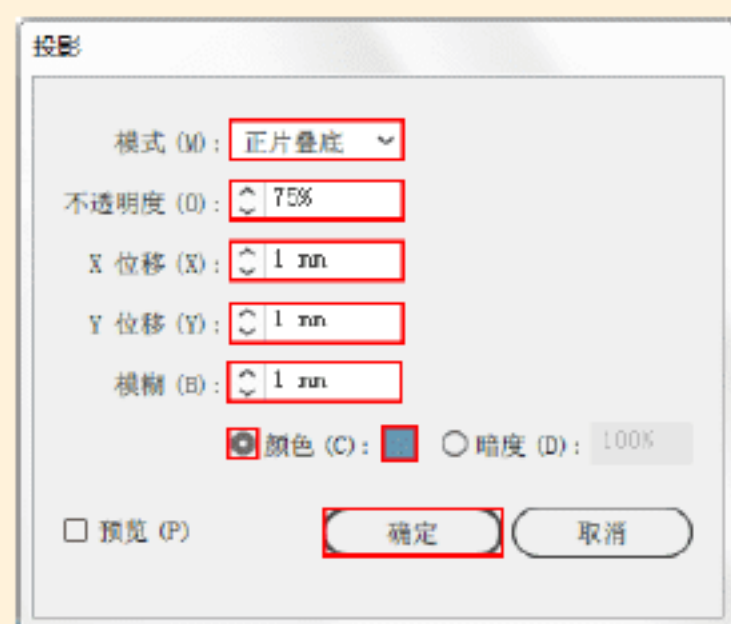 投影
模式 (M): 正片叠底
不透明度 (O): 75%
X 位移 (X): 1 mm
Y 位移 (Y): 1 mm
模糊 (B): 1 mm
颜色 (C): 暗度 (D): 100%
预览 (P) 确定 取消